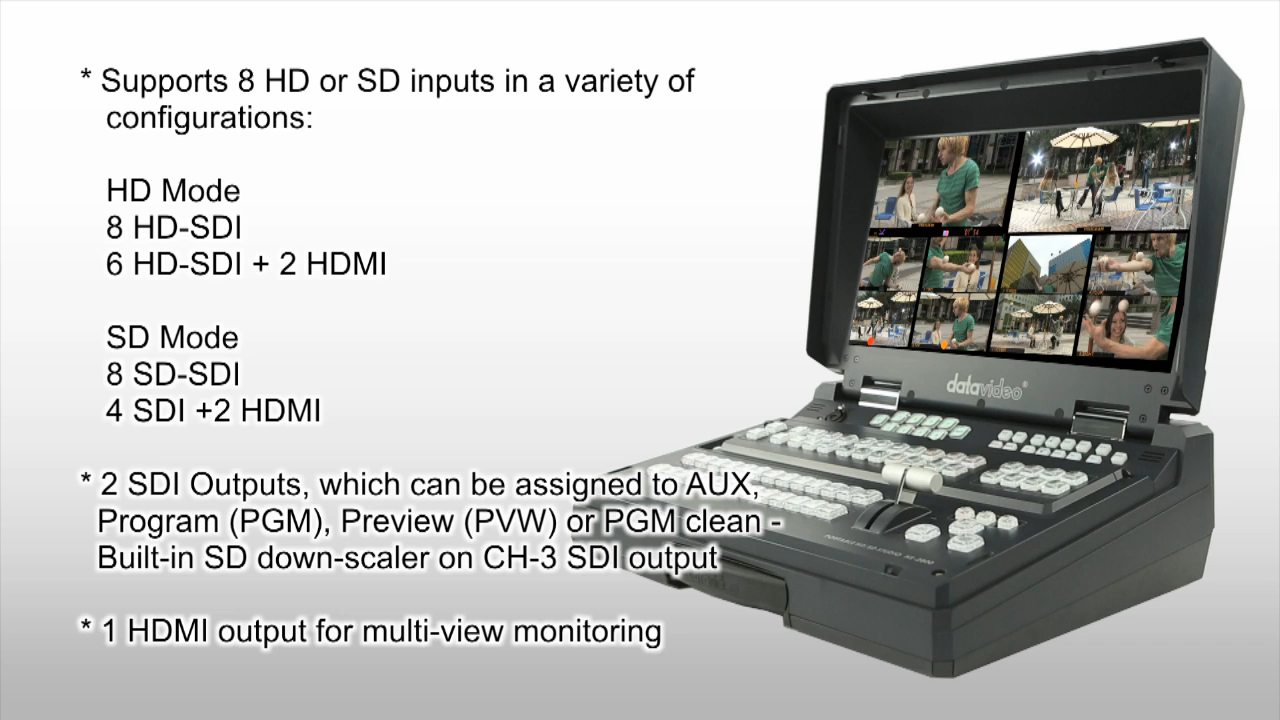 * Supports 8 HD or SD inputs in a variety of
configurations:
HD Mode
8 HD-SDI
6 HD-SDI + 2 HDMI
SD Mode
8 SD-SDI
4 SDI +2 HDMI
* 2 SDI Outputs, which can be assigned to AUX,
Program (PGM), Preview (PVW) or PGM clean -
Built-in SD down-scaler on CH-3 SDI output
* 1 HDMI output for multi-view monitoring
datavideo®